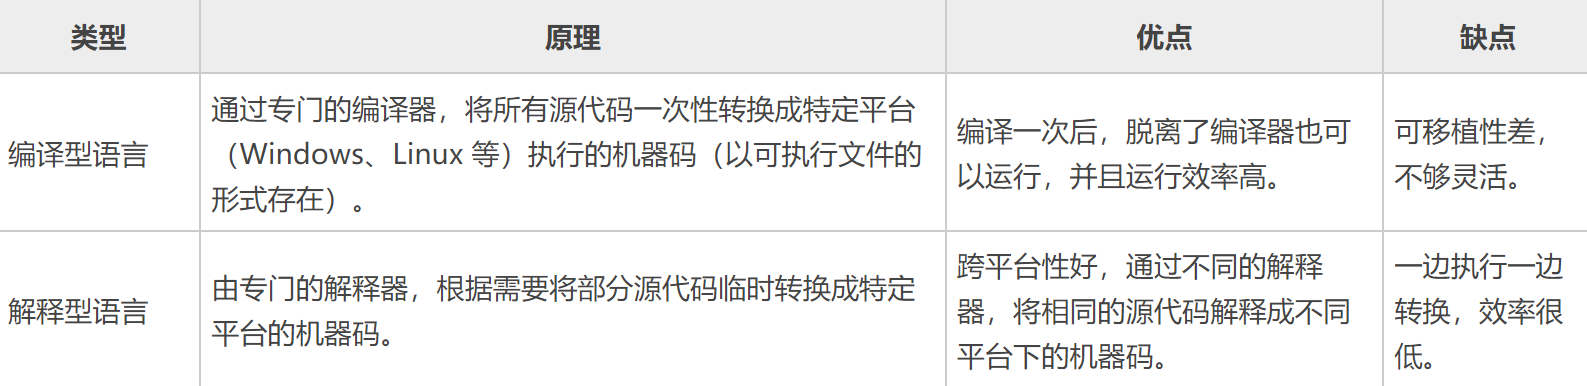 类型
原理
优点
缺点
编译型语言
通过专门的编译器，将所有源代码一次性转换成特定平台
（Windows、Linux 等）执行的机器码（以可执行文件的
形式存在）。
编译一次后，脱离了编译器也可
以运行，并且运行效率高。
可移植性差，
不够灵活。
解释型语言
由专门的解释器，根据需要将部分源代码临时转换成特定
平台的机器码。
跨平台性好，通过不同的解释
器，将相同的源代码解释成不同
平台下的机器码。
一边执行一边
转换，效率很
低。